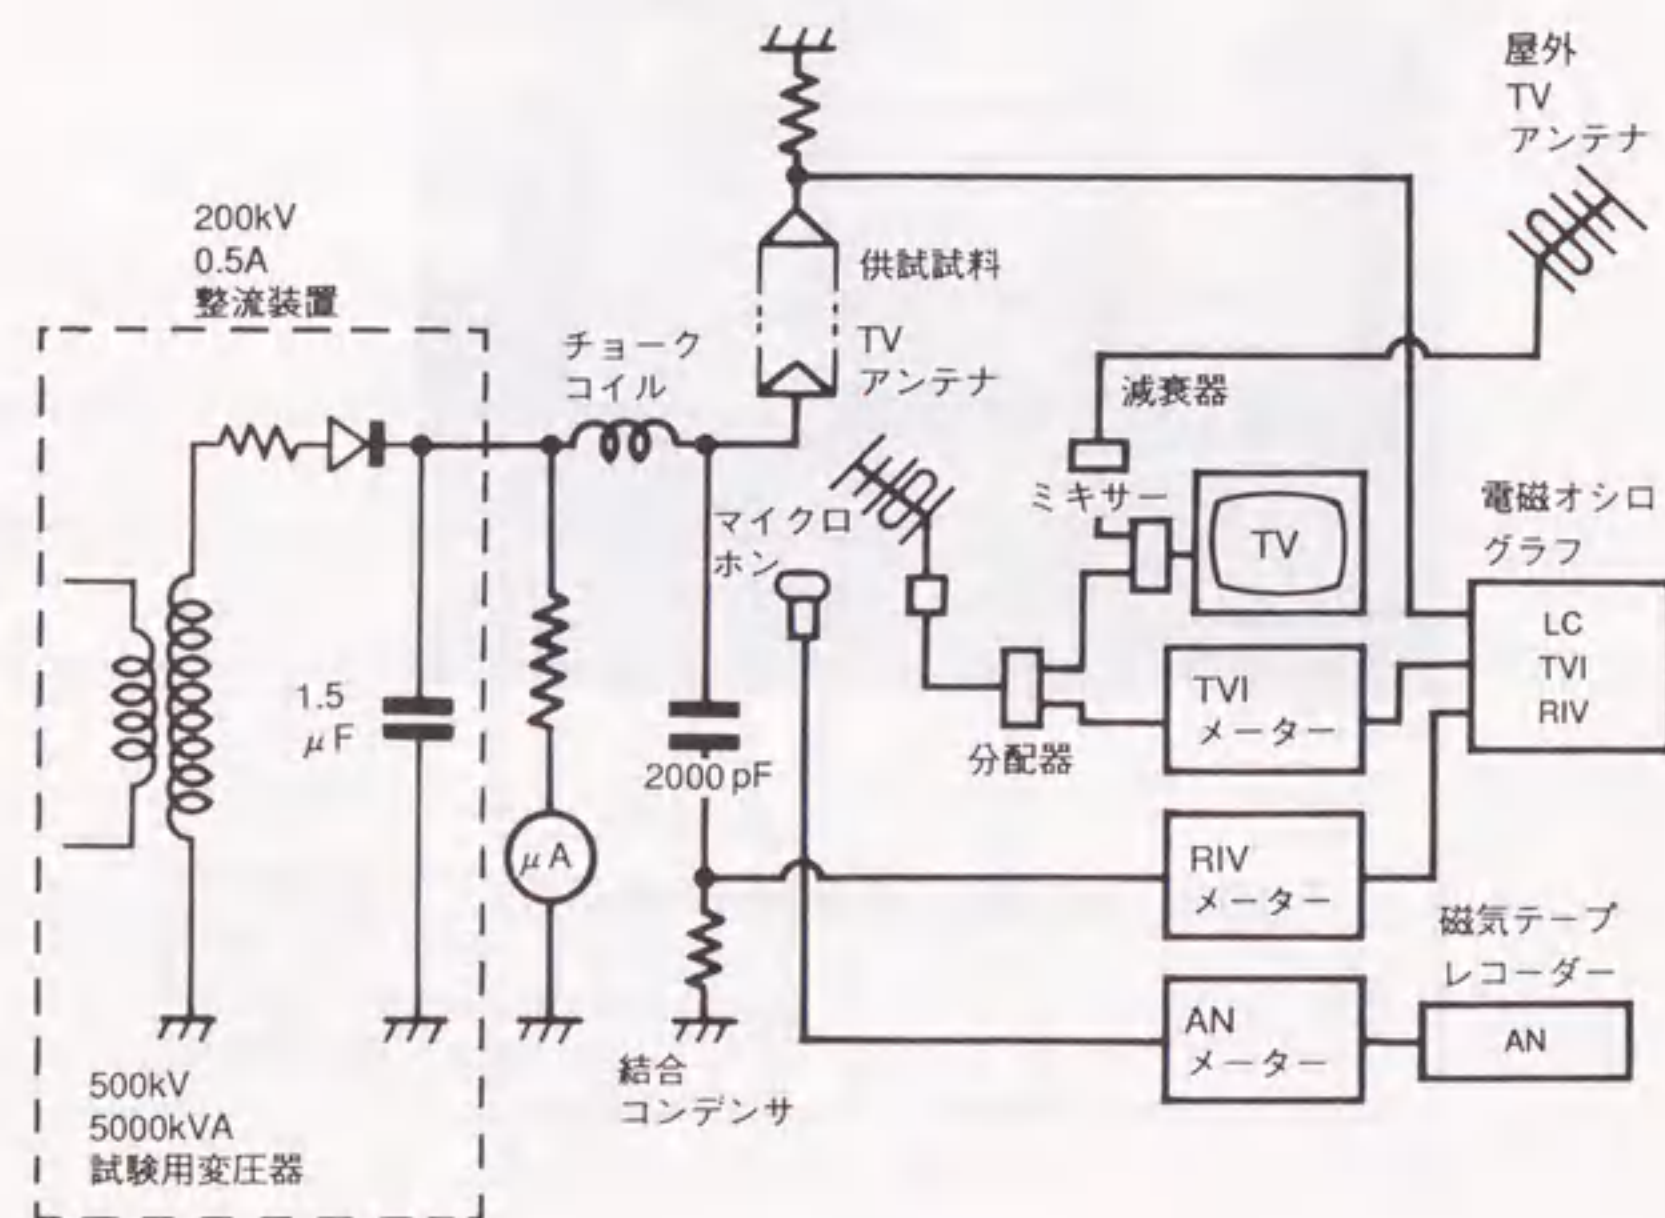 屋外
TV
アンテナ
200kV
0.5A
整流装置
供試試料
チョーク
コイル
TV
アンテナ
減衰器
ミキサー
TV
電磁オシロ
グラフ
マイクロ
ホン
LC
TVI
RIV
1.5
μF
TVI
メーター
分配器
2000pF
μA
RIV
メーター
磁気テープ
レコーダー
AN
メーター
AN
結合
コンデンサ
500kV
5000kVA
試験用変圧器